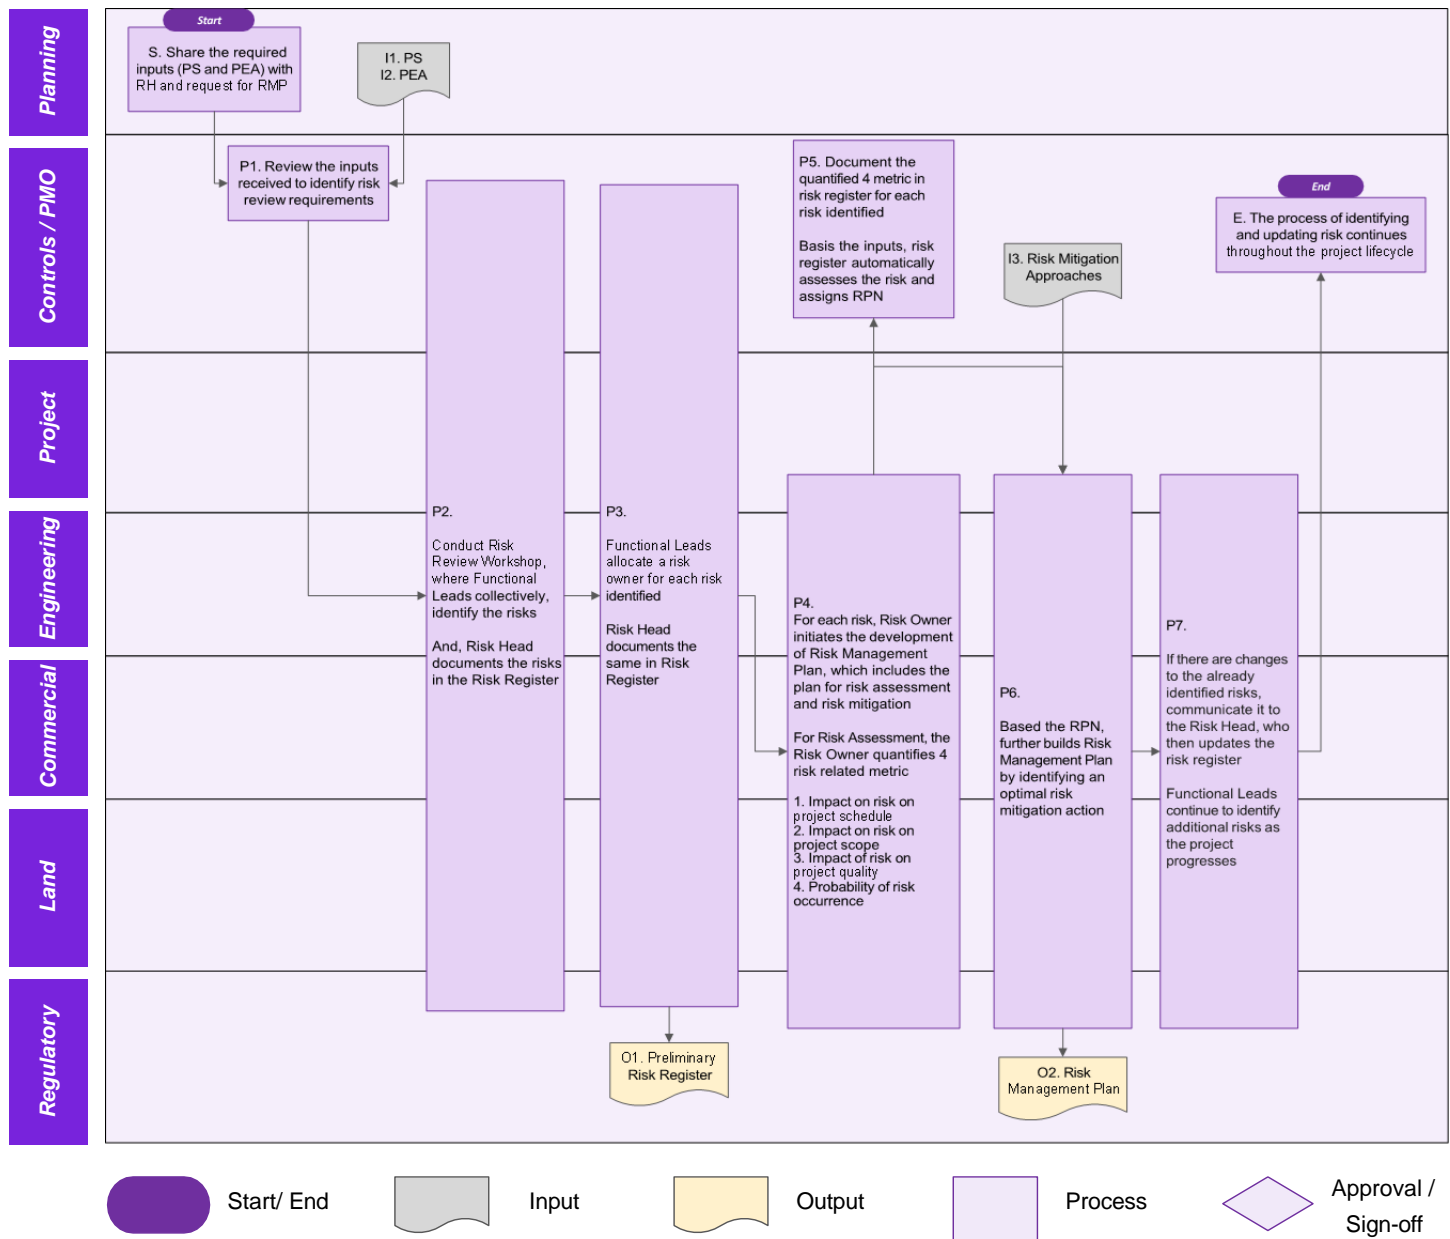 Planning
Start
S. Share the required
inputs (PS and PEA) with
RH and request for RMP
I1. PS
I2. PEA
Controls / PMO
P1. Review the inputs
received to identify risk
review requirements
P5. Document the
quantified 4 metric in
risk register for each
risk identified
Basis the inputs, risk
register automatically
assesses the risk and
assigns RPN
I3. Risk Mitigation
Approaches
End
E. The process of identifying
and updating risk continues
throughout the project lifecycle
Project
Engineering
Commercial
Land
Regulatory
P2.
Conduct Risk
Review Workshop,
where Functional
Leads collectively,
identify the risks
And, Risk Head
documents the risks
in the Risk Register
P3.
Functional Leads
allocate a risk
owner for each risk
identified
Risk Head
documents the
same in Risk
Register
P4.
For each risk, Risk Owner
initiates the development
of Risk Management
Plan, which includes the
plan for risk assessment
and risk mitigation
For Risk Assessment, the
Risk Owner quantifies 4
risk related metric
1. Impact on risk on
project schedule
2. Impact on risk on
project scope
3. Impact of risk on
project quality
4. Probability of risk
occurrence
P6.
Based the RPN,
further builds Risk
Management Plan
by identifying an
optimal risk
mitigation action
P7.
If there are changes
to the already
identified risks,
communicate it to
the Risk Head, who
then updates the
risk register
Functional Leads
continue to identify
additional risks as
the project
progresses
O1. Preliminary
Risk Register
O2. Risk
Management Plan
Start/ End
Input
Output
Process
Approval /
Sign-off